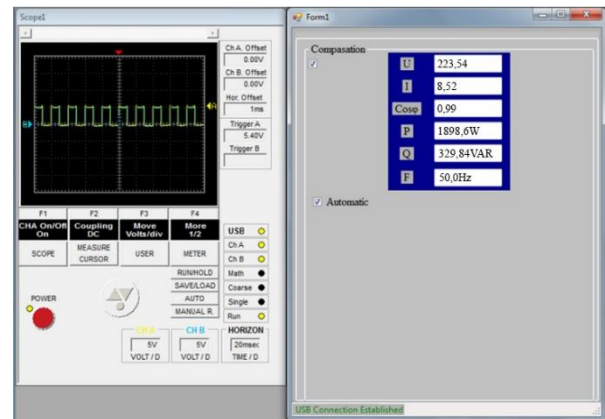 Scope1
Ch A. Offset
0.00V
Ch B. Offset
0.00V
Hor. Offset
1ms
Trigger A
5.40V
Trigger B
A
B
F1
F2
F3
F4
CHA On/Off
On
Coupling
DC
Move
Volts/div
More
1/2
SCOPE
MEASURE
CURSOR
USER
METER
RUN/HOLD
SAVE/LOAD
AUTO
MANUAL R.
USB
Ch A
Ch B
Math
Coarse
Single
Run
POWER
CH A
5V
VOLT / D
CH B
5V
VOLT / D
HORIZON
20msec
TIME / D
Form1
Compasation
U 223,54
I 8,52
Cosφ 0,99
P 1898,6W
Q 329,84VAR
F 50,0Hz
Automatic
USB Connection Established